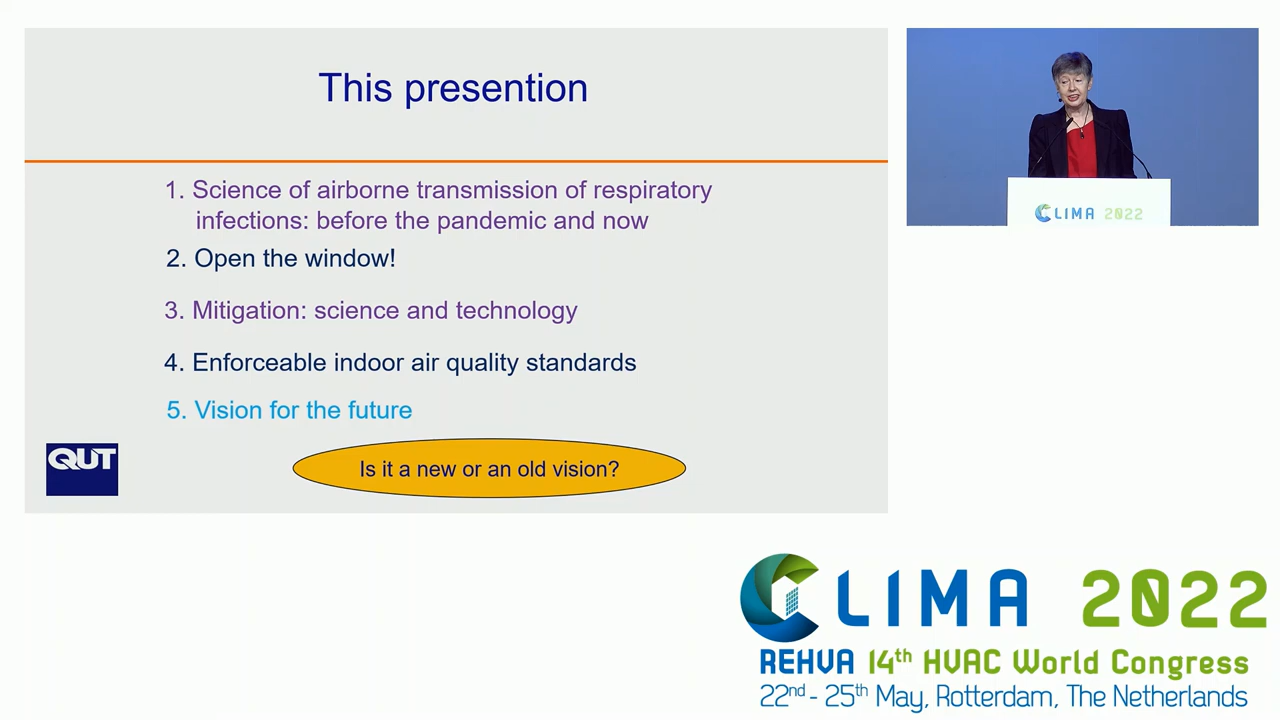 This presention
1. Science of airborne transmission of respiratory
infections: before the pandemic and now
2. Open the window!
3. Mitigation: science and technology
4. Enforceable indoor air quality standards
5. Vision for the future
QUT
Is it a new or an old vision?
CLIMA 2022
CLIMA 2022
REHVA 14th HVAC World Congress
22nd - 25th May, Rotterdam, The Netherlands